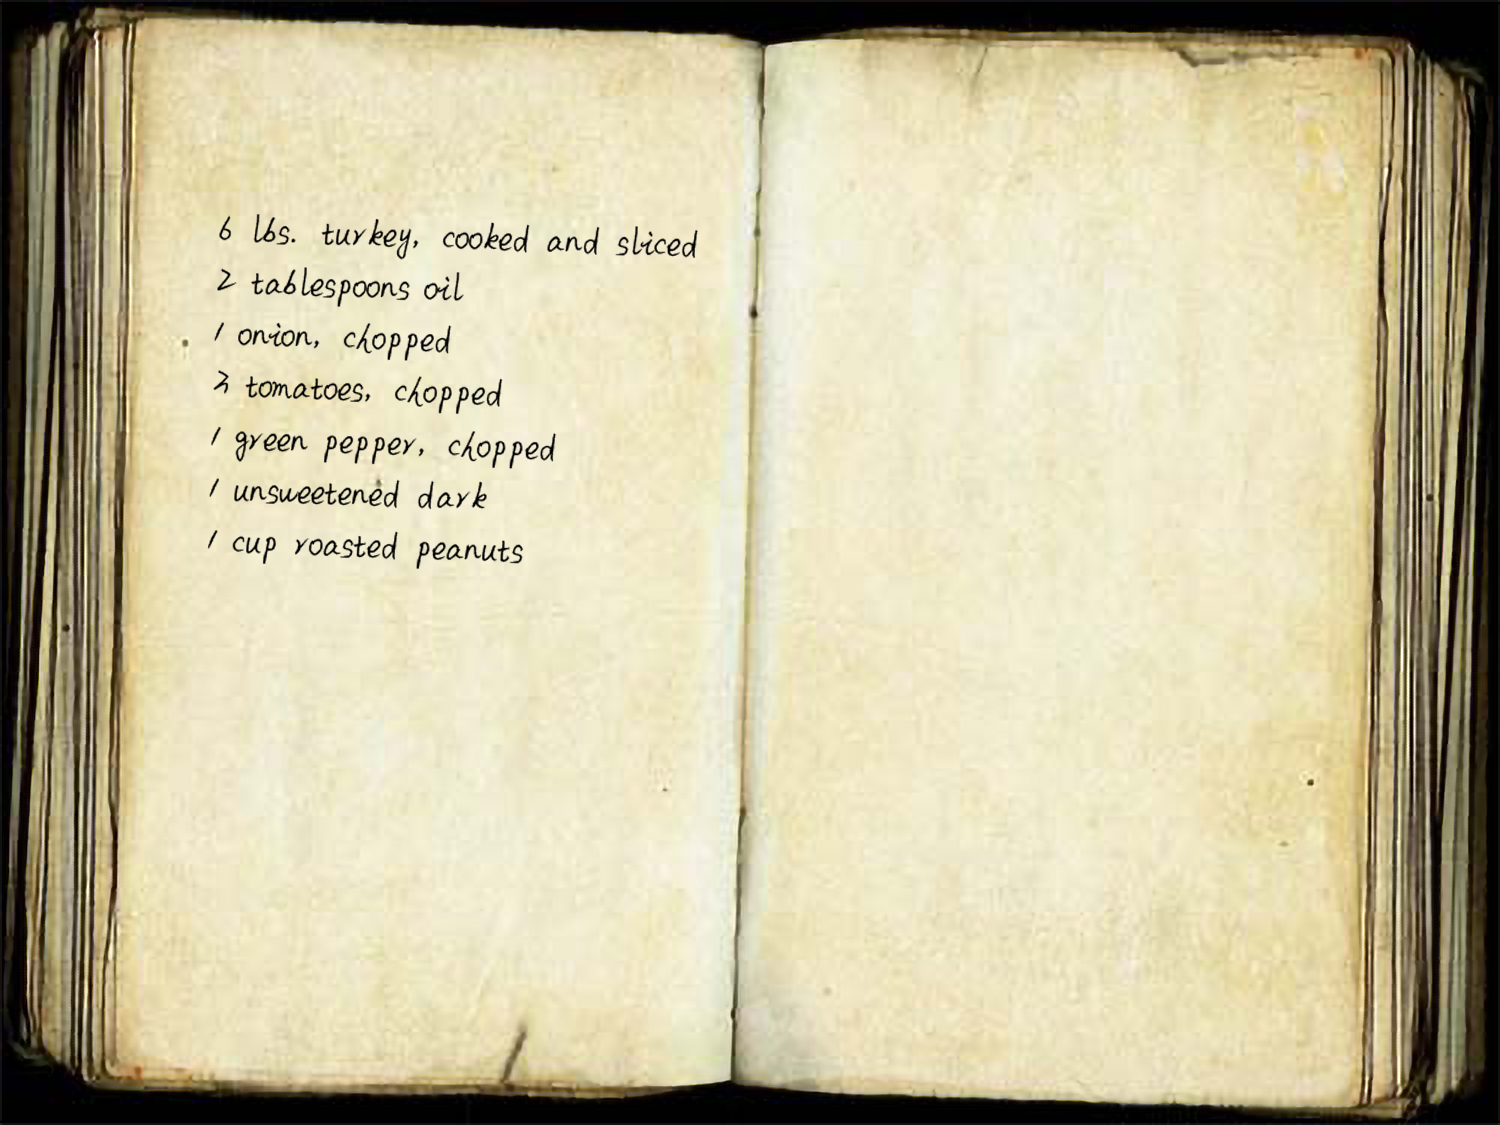 6 lbs. turkey, cooked and sliced
2 tablespoons oil
1 onion, chopped
3 tomatoes, chopped
1 green pepper, chopped
1 unsweetened dark
1 cup roasted peanuts